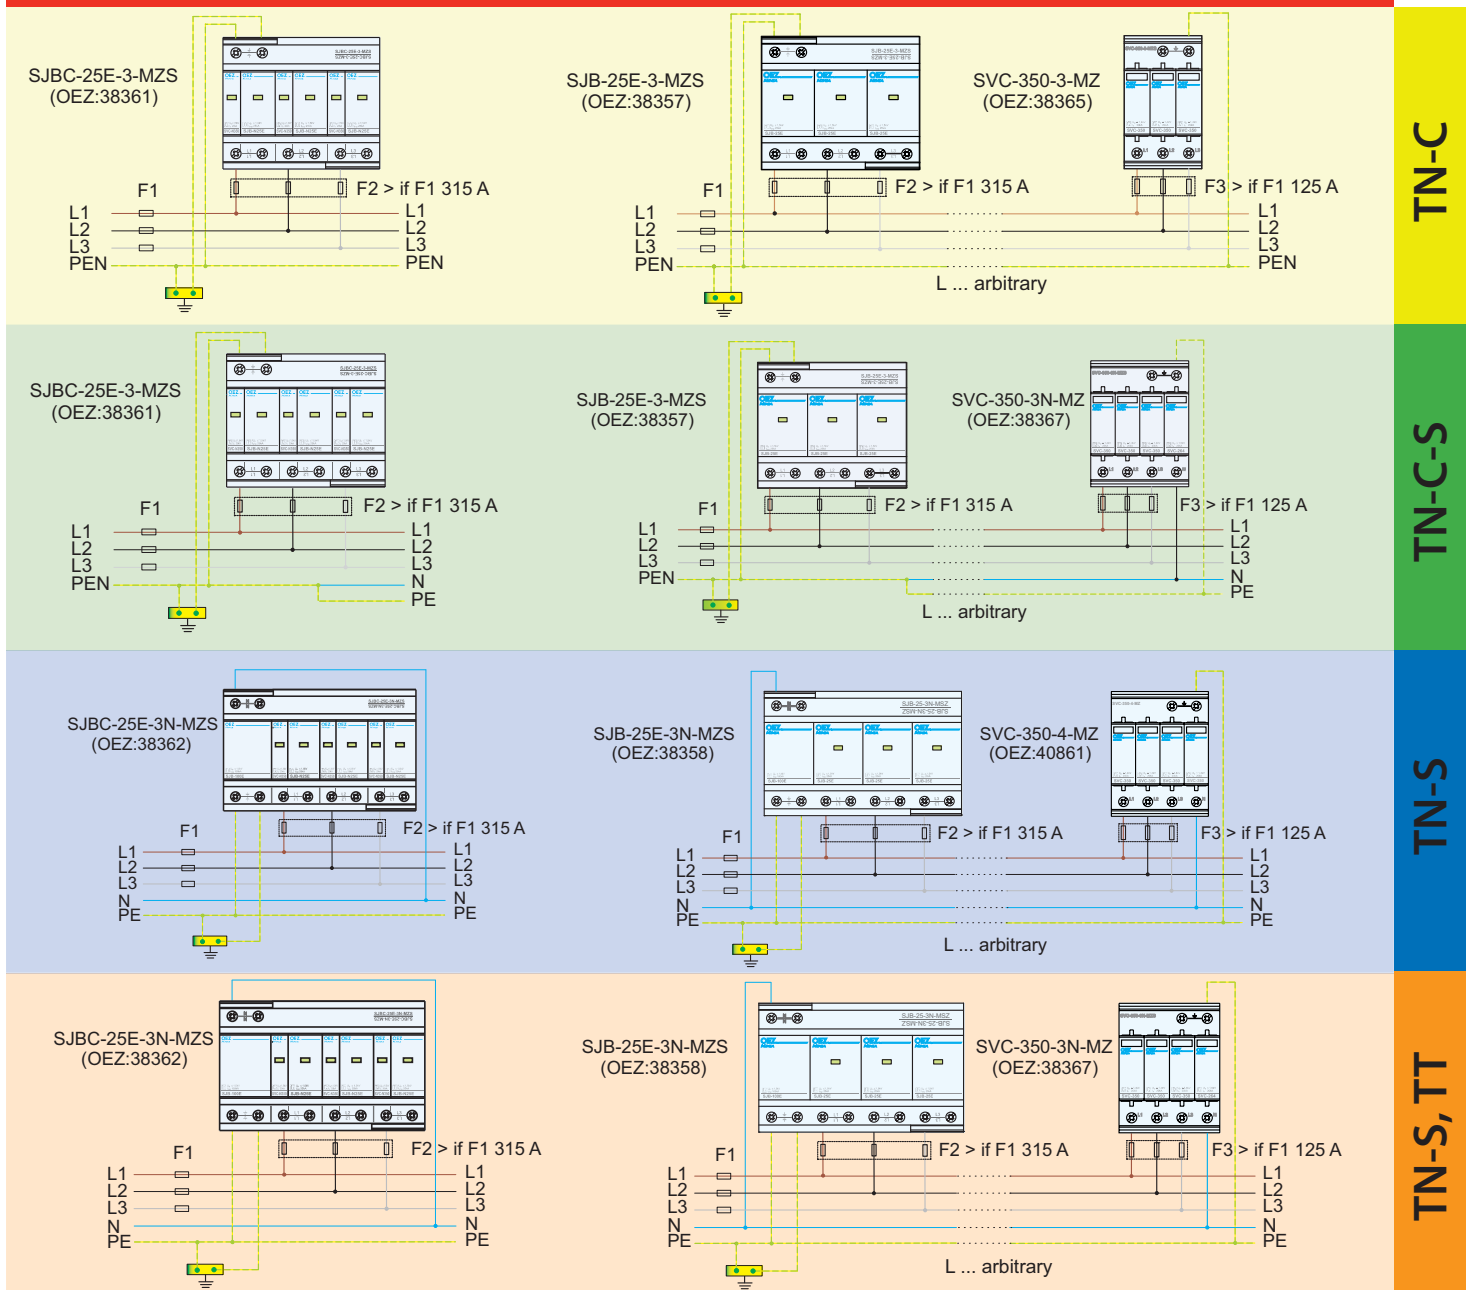 SJBC-25E-3-MZS
(OEZ:38361)
F1
F2 > if F1 315 A
L1
L2
L3
PEN
L1
L2
L3
PEN
SJB-25E-3-MZS
(OEZ:38357)
SVC-350-3-MZ
(OEZ:38365)
F1
F2 > if F1 315 A
F3 > if F1 125 A
L1
L2
L3
PEN
L1
L2
L3
PEN
L ... arbitrary
TN-C
SJBC-25E-3-MZS
(OEZ:38361)
F1
F2 > if F1 315 A
L1
L2
L3
PEN
L1
L2
L3
N
PE
SJB-25E-3-MZS
(OEZ:38357)
SVC-350-3N-MZ
(OEZ:38367)
F1
F2 > if F1 315 A
F3 > if F1 125 A
L1
L2
L3
PEN
L1
L2
L3
N
PE
L ... arbitrary
TN-C-S
SJBC-25E-3N-MZS
(OEZ:38362)
F1
F2 > if F1 315 A
L1
L2
L3
N
PE
L1
L2
L3
N
PE
SJB-25E-3N-MZS
(OEZ:38358)
SJB-25-3N-MSZ
SVC-350-4-MZ
(OEZ:40861)
F1
F2 > if F1 315 A
F3 > if F1 125 A
L1
L2
L3
N
PE
L1
L2
L3
N
PE
L ... arbitrary
TN-S
SJBC-25E-3N-MZS
(OEZ:38362)
F1
F2 > if F1 315 A
L1
L2
L3
N
PE
L1
L2
L3
N
PE
SJB-25E-3N-MZS
(OEZ:38358)
SJB-25-3N-MSZ
SVC-350-3N-MZ
(OEZ:38367)
F1
F2 > if F1 315 A
F3 > if F1 125 A
L1
L2
L3
N
PE
L1
L2
L3
N
PE
L ... arbitrary
TN-S, TT